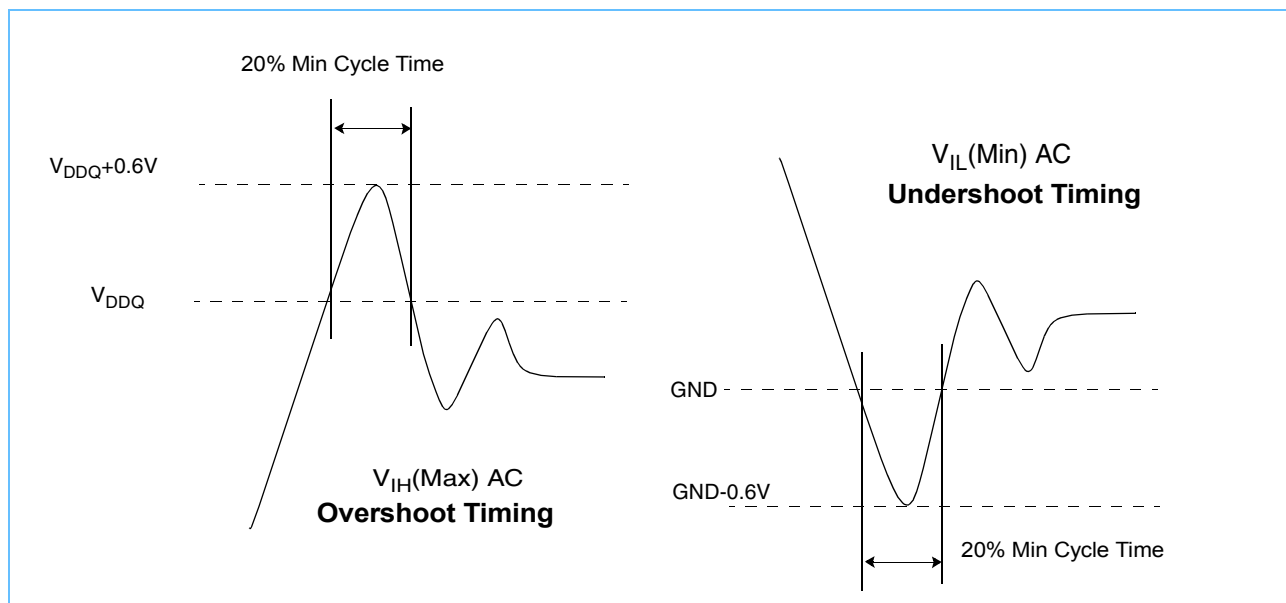 20% Min Cycle Time
VDDQ+0.6V
VDDQ
VIH(Max) AC
Overshoot Timing
VIL(Min) AC
Undershoot Timing
GND
GND-0.6V
20% Min Cycle Time